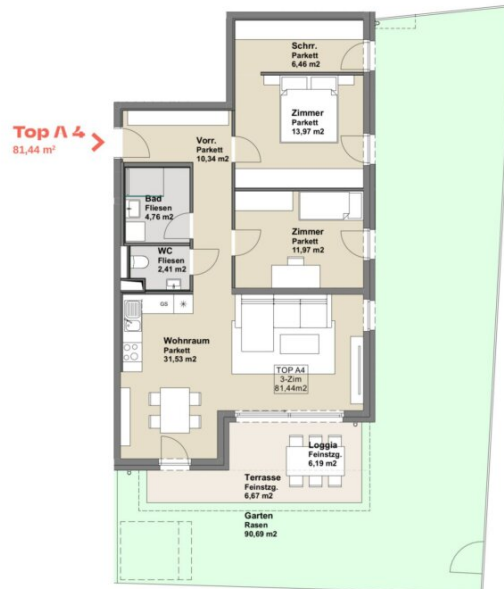 Schrr.
Parkett
6,46 m2
Zimmer
Parkett
13,97 m2
Top A 4
81,44 m²
Vorr.
Parkett
10,34 m2
Bad
Fliesen
4,76 m2
Zimmer
Parkett
11,97 m2
WC
Fliesen
2,41 m2
GS
Wohnraum
Parkett
31,53 m2
TOP A4
3-Zim
81,44m2
Loggia
Feinstzg.
6,19 m2
Terrasse
Feinstzg.
6,67 m2
Garten
Rasen
90,69 m2